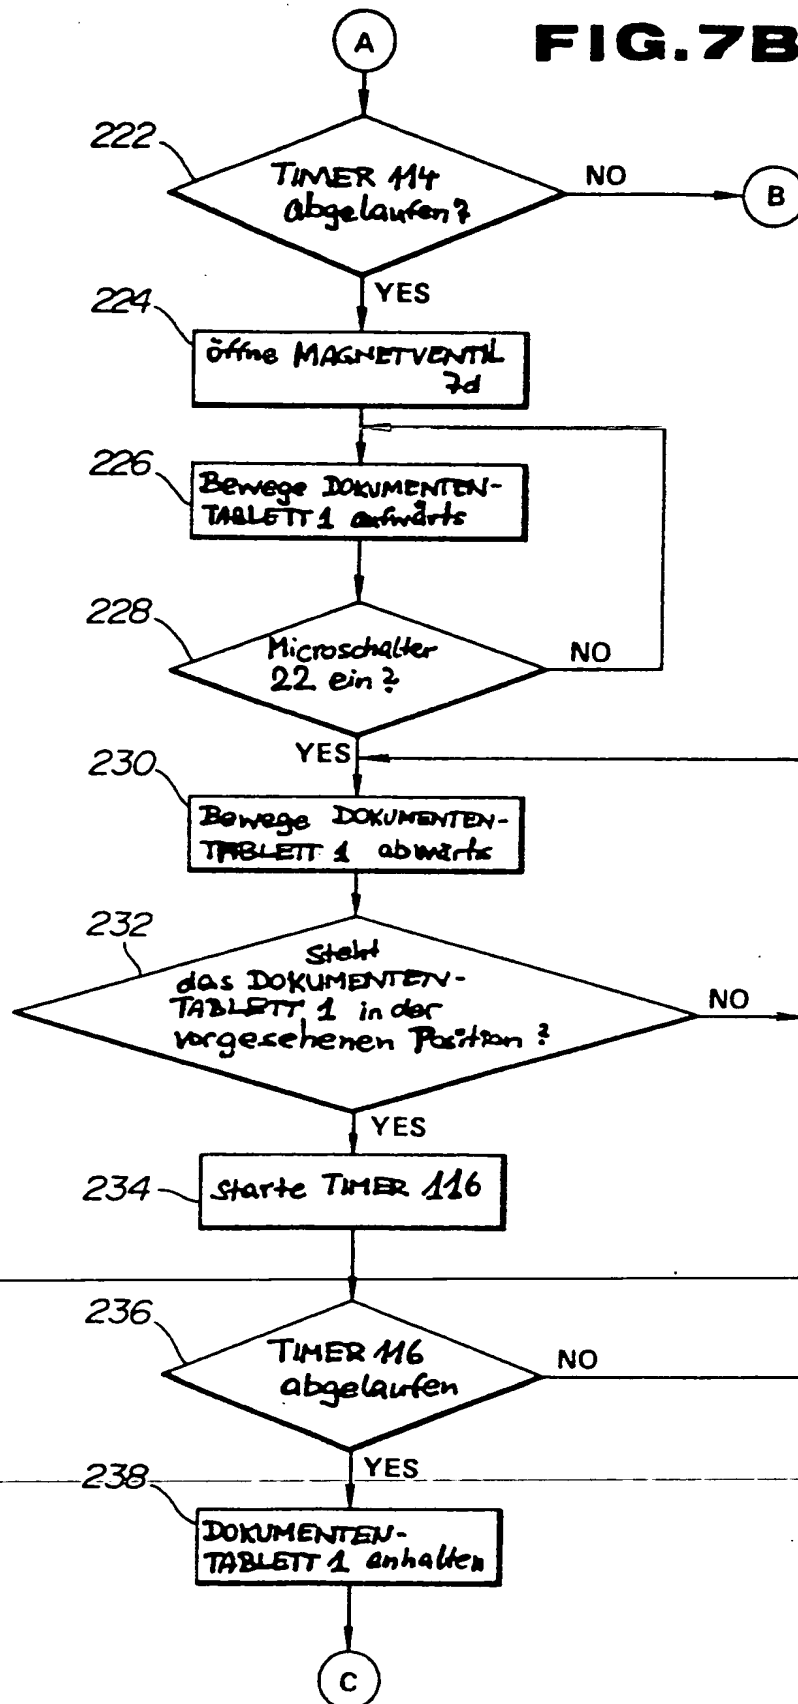 FIG.7B
A
222
TIMER 114
abgelaufen?
NO
B
YES
224
öffne MAGNETVENTIL
7d
226
Bewege DOKUMENTEN-
TABLETT 1 aufwärts
228
Microschalter
22 ein?
NO
YES
230
Bewege DOKUMENTEN-
TABLETT 1 abwärts
232
steht
das DOKUMENTEN-
TABLETT 1 in der
vorgesehenen Position?
NO
YES
234
starte TIMER 116
236
TIMER 116
abgelaufen
NO
YES
238
DOKUMENTEN-
TABLETT 1 anhalten
C